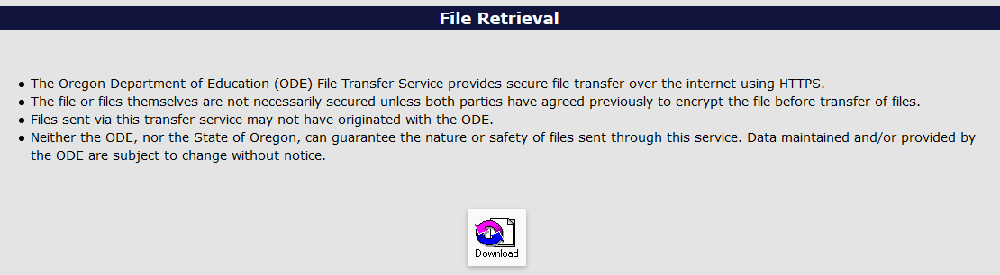 File Retrieval
● The Oregon Department of Education (ODE) File Transfer Service provides secure file transfer over the internet using HTTPS.
● The file or files themselves are not necessarily secured unless both parties have agreed previously to encrypt the file before transfer of files.
● Files sent via this transfer service may not have originated with the ODE.
● Neither the ODE, nor the State of Oregon, can guarantee the nature or safety of files sent through this service. Data maintained and/or provided by
the ODE are subject to change without notice.
Download